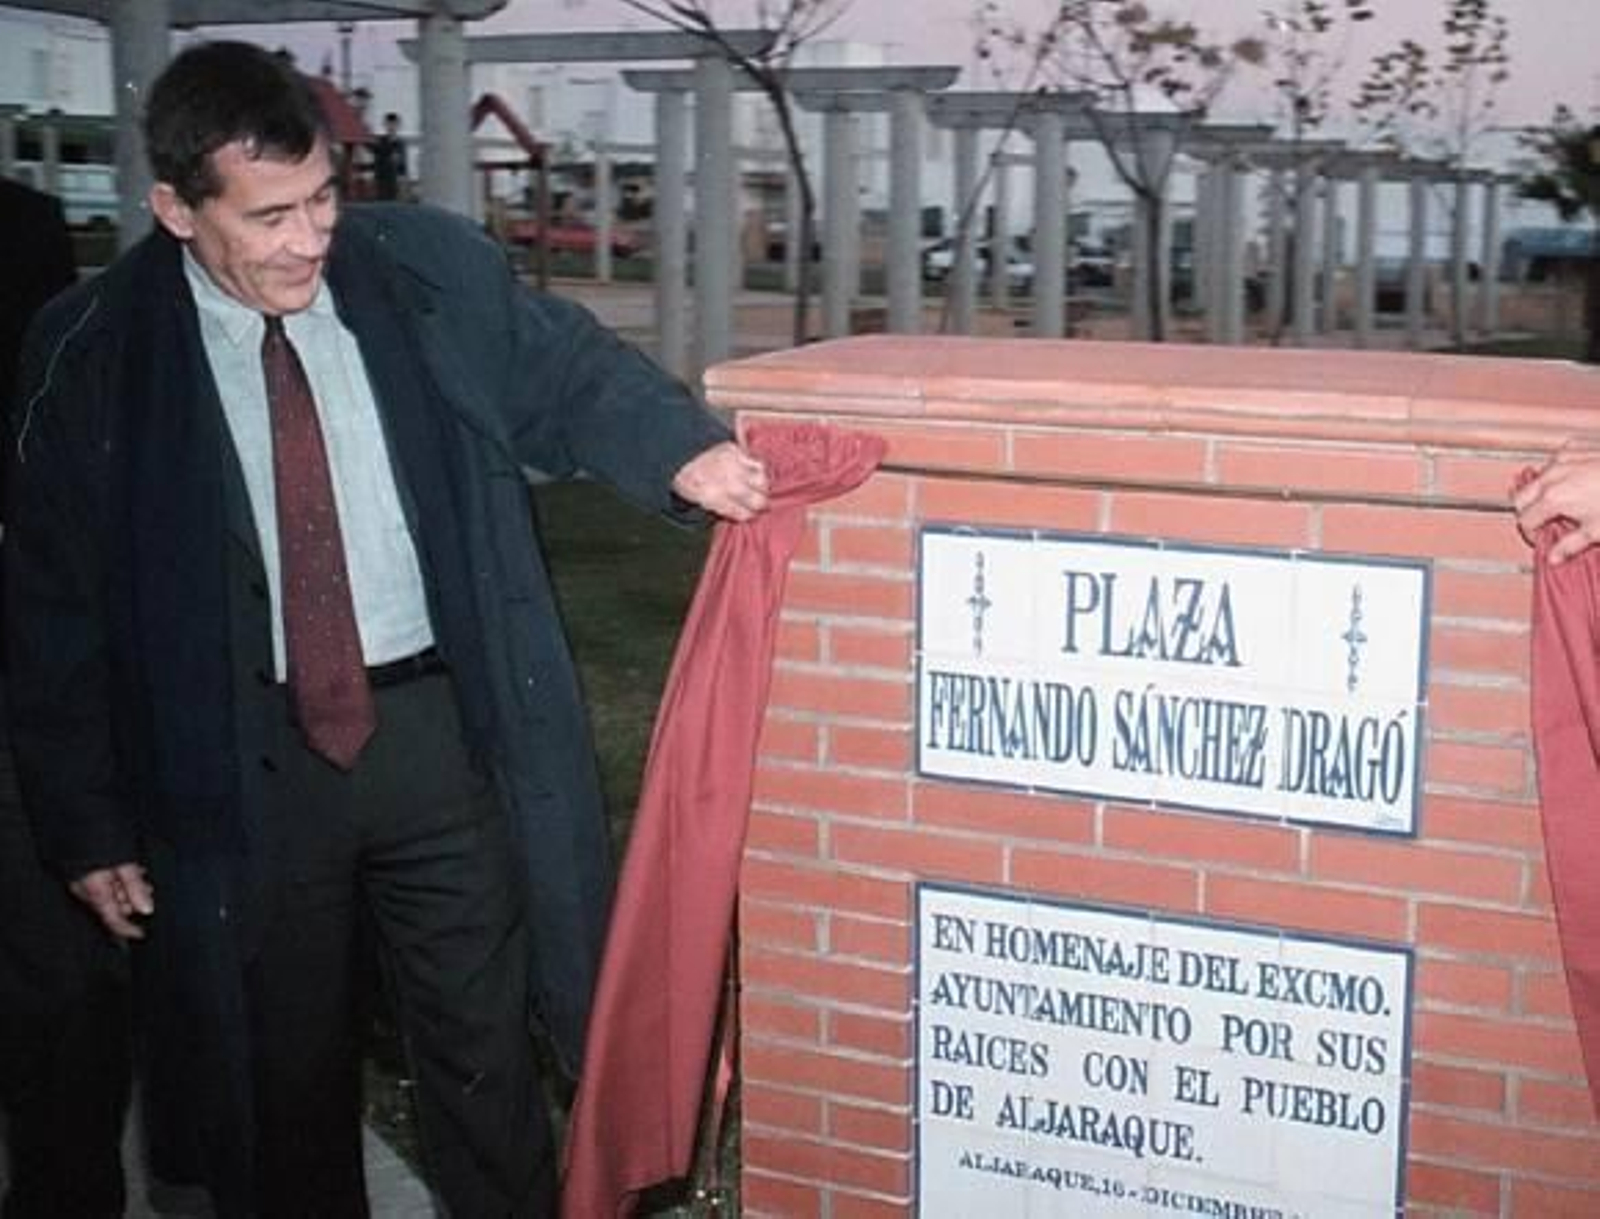 PLAZA
FERNANDO SÁNCHEZ DRAGÓ
EN HOMENAJE DEL EXCMO.
AYUNTAMIENTO POR SUS
RAICES CON EL PUEBLO
DE ALJARAQUE.
ALJARAQUE, 16 - DICIEMBRE